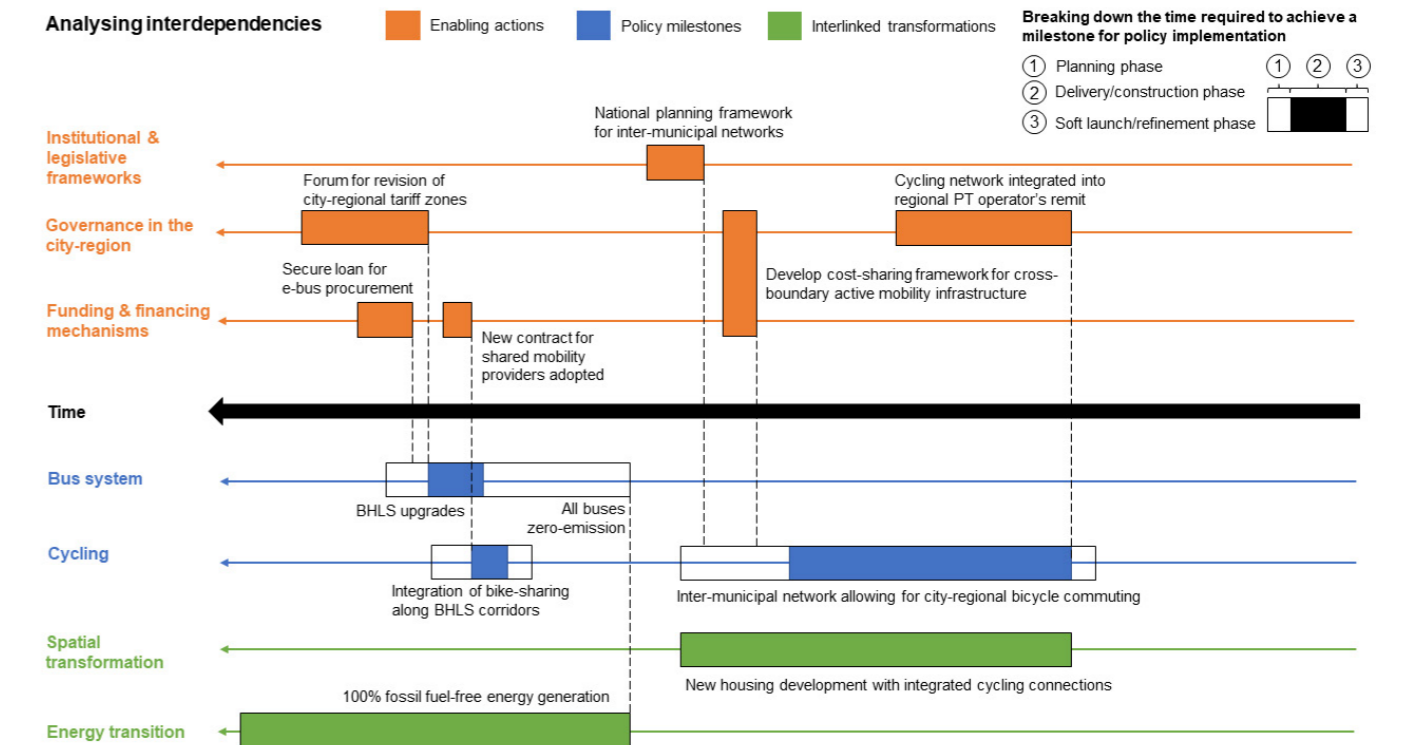 Analysing interdependencies
Enabling actions
Policy milestones
Interlinked transformations
Breaking down the time required to achieve a
milestone for policy implementation
1 Planning phase
2 Delivery/construction phase
3 Soft launch/refinement phase
1 2 3
Institutional &
legislative
frameworks
National planning framework
for inter-municipal networks
Governance in the
city-region
Forum for revision of
city-regional tariff zones
Cycling network integrated into
regional PT operator's remit
Secure loan for
e-bus procurement
Develop cost-sharing framework for cross-
boundary active mobility infrastructure
Funding & financing
mechanisms
New contract for
shared mobility
providers adopted
Time
Bus system
BHLS upgrades
All buses
zero-emission
Cycling
Integration of bike-sharing
along BHLS corridors
Inter-municipal network allowing for city-regional bicycle commuting
Spatial
transformation
New housing development with integrated cycling connections
100% fossil fuel-free energy generation
Energy transition